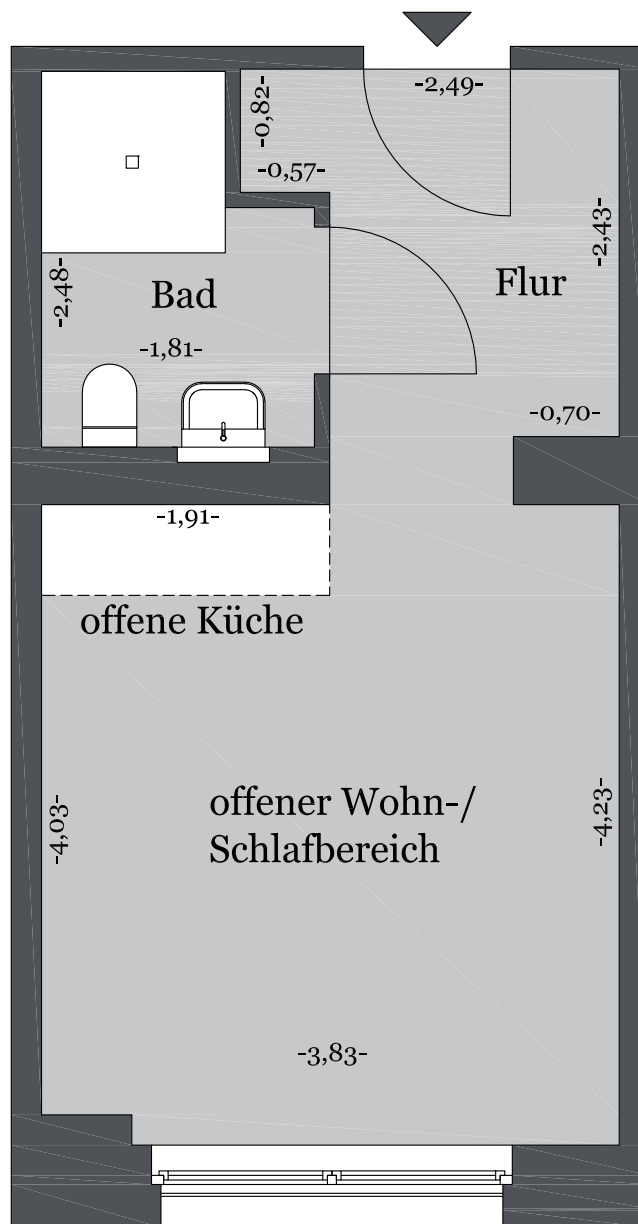 -2,49-
-0,82-
-0,57-
-2,43-
-2,48-
Bad
Flur
-1,81-
-0,70-
-1,91-
offene Küche
offener Wohn-/
Schlafbereich
-4,03-
-4,23-
-3,83-